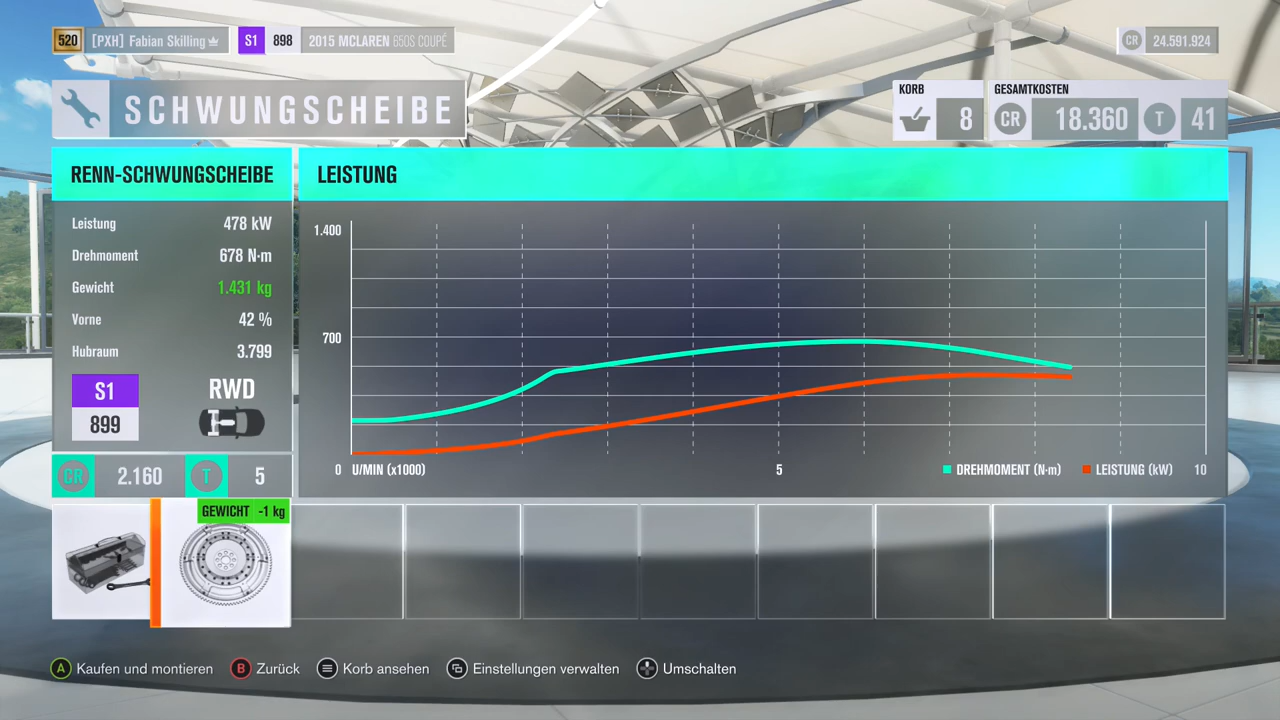 520 [PXH] Fabian Skilling S1 898 2015 MCLAREN 650S COUPÉ CR 24.591.924
SCHWUNGSCHEIBE
KORB 8
GESAMTKOSTEN CR 18.360 T 41
RENN-SCHWUNGSCHEIBE
Leistung 478 kW
Drehmoment 678 N·m
Gewicht 1.431 kg
Vorne 42 %
Hubraum 3.799
S1 RWD
899
CR 2.160 T 5
LEISTUNG
1.400
700
0 U/MIN (x1000) 5 DREHMOMENT (N·m) LEISTUNG (kW) 10
GEWICHT -1 kg
A Kaufen und montieren B Zurück Korb ansehen Einstellungen verwalten Umschalten